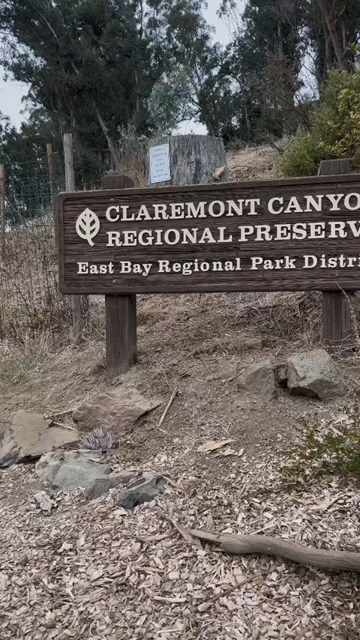 CLAREMONT CANYO
REGIONAL PRESERV
East Bay Regional Park Distri